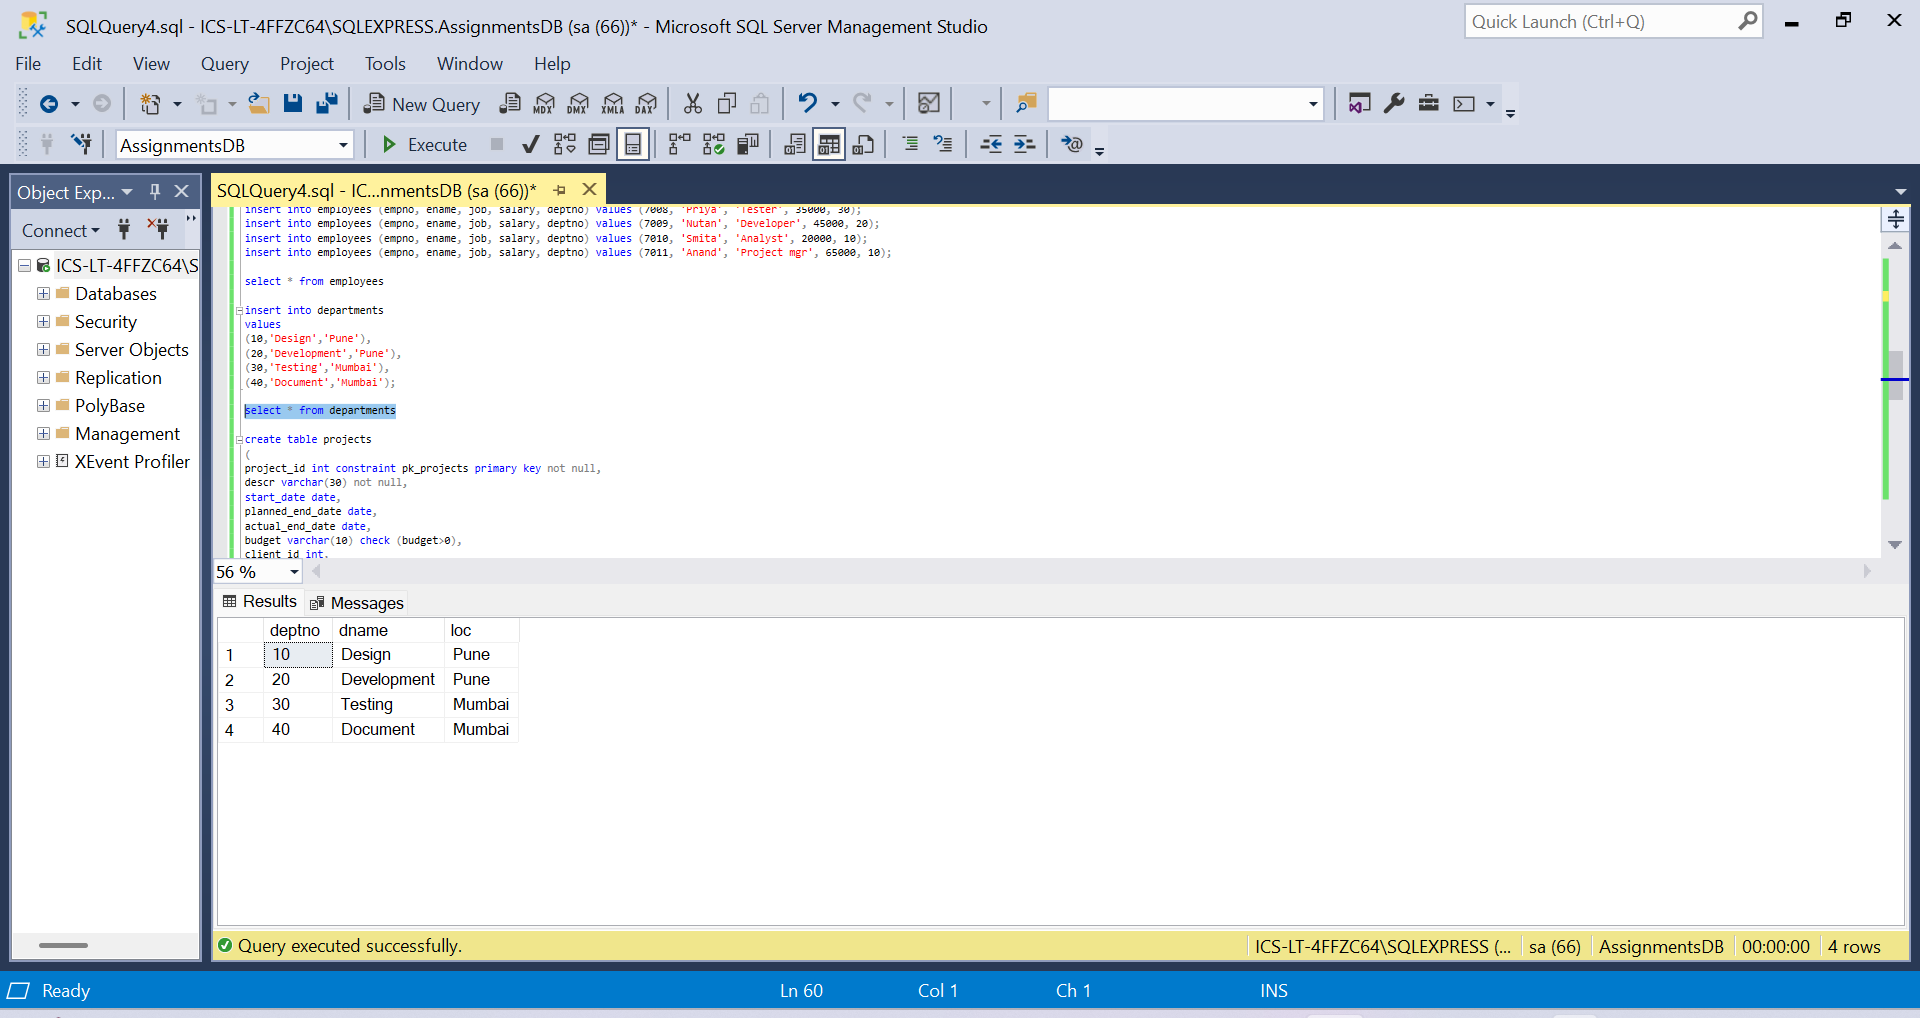 SQLQuery4.sql - ICS-LT-4FFZC64\SQLEXPRESS.AssignmentsDB (sa (66))* - Microsoft SQL Server Management Studio
Quick Launch (Ctrl+Q)
File Edit View Query Project Tools Window Help
New Query MDX DMX XMLA DAX
AssignmentsDB Execute
Object Exp...
SQLQuery4.sql - IC...nmentsDB (sa (66))*
Connect
ICS-LT-4FFZC64\S
Databases
Security
Server Objects
Replication
PolyBase
Management
XEvent Profiler
insert into employees (empno, ename, job, salary, deptno) values (7008, 'Priya', 'Tester', 35000, 30);
insert into employees (empno, ename, job, salary, deptno) values (7009, 'Nutan', 'Developer', 45000, 20);
insert into employees (empno, ename, job, salary, deptno) values (7010, 'Smita', 'Analyst', 20000, 10);
insert into employees (empno, ename, job, salary, deptno) values (7011, 'Anand', 'Project mgr', 65000, 10);
select * from employees
insert into departments
values
(10,'Design','Pune'),
(20,'Development','Pune'),
(30,'Testing','Mumbai'),
(40,'Document','Mumbai');
select * from departments
create table projects
(
project_id int constraint pk_projects primary key not null,
descr varchar(30) not null,
start_date date,
planned_end_date date,
actual_end_date date,
budget varchar(10) check (budget>0),
client_id int,
56 %
Results Messages
deptno dname loc
1 10 Design Pune
2 20 Development Pune
3 30 Testing Mumbai
4 40 Document Mumbai
Query executed successfully.
ICS-LT-4FFZC64\SQLEXPRESS (... sa (66) AssignmentsDB 00:00:00 4 rows
Ready Ln 60 Col 1 Ch 1 INS